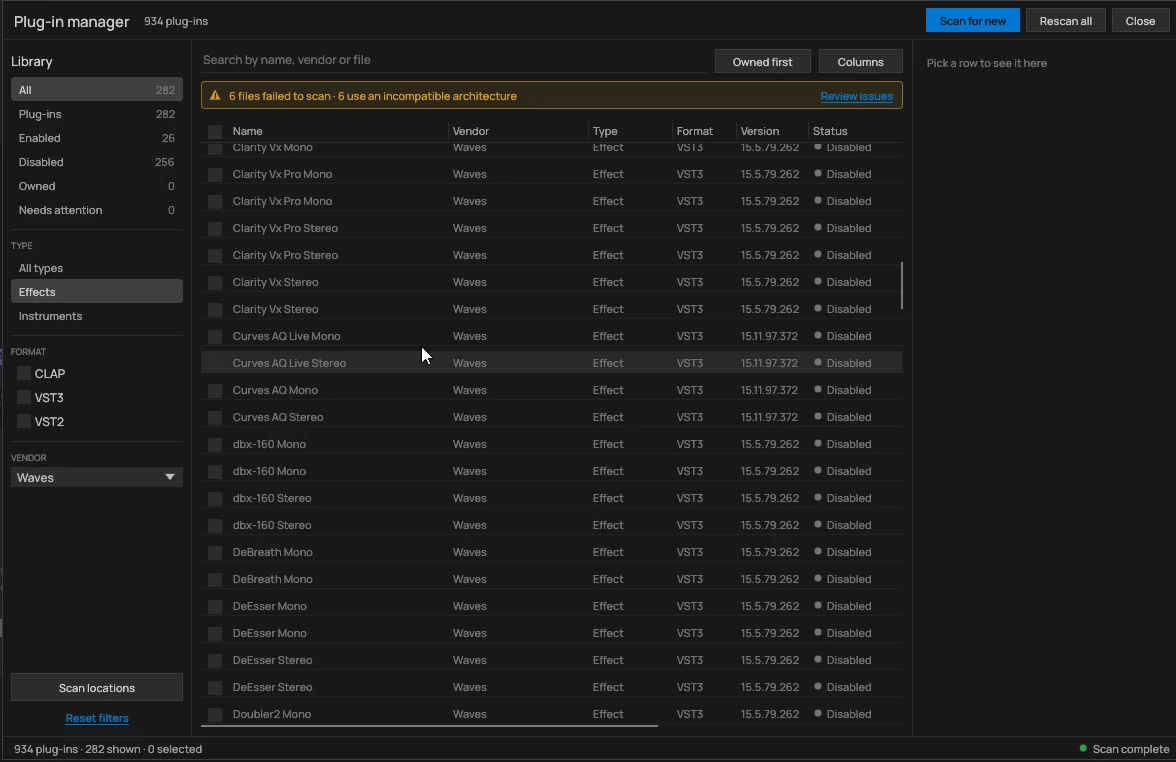 Plug-in manager 934 plug-ins Scan for new Rescan all Close
Library
All 282
Plug-ins 282
Enabled 26
Disabled 256
Owned 0
Needs attention 0
TYPE
All types
Effects
Instruments
FORMAT
CLAP
VST3
VST2
VENDOR
Waves
Scan locations
Reset filters
Search by name, vendor or file Owned first Columns
6 files failed to scan · 6 use an incompatible architecture Review issues
Name Vendor Type Format Version Status
Clarity Vx Mono Waves Effect VST3 15.5.79.262 Disabled
Clarity Vx Pro Mono Waves Effect VST3 15.5.79.262 Disabled
Clarity Vx Pro Mono Waves Effect VST3 15.5.79.262 Disabled
Clarity Vx Pro Stereo Waves Effect VST3 15.5.79.262 Disabled
Clarity Vx Pro Stereo Waves Effect VST3 15.5.79.262 Disabled
Clarity Vx Stereo Waves Effect VST3 15.5.79.262 Disabled
Clarity Vx Stereo Waves Effect VST3 15.5.79.262 Disabled
Curves AQ Live Mono Waves Effect VST3 15.11.97.372 Disabled
Curves AQ Live Stereo Waves Effect VST3 15.11.97.372 Disabled
Curves AQ Mono Waves Effect VST3 15.11.97.372 Disabled
Curves AQ Stereo Waves Effect VST3 15.11.97.372 Disabled
dbx-160 Mono Waves Effect VST3 15.5.79.262 Disabled
dbx-160 Mono Waves Effect VST3 15.5.79.262 Disabled
dbx-160 Stereo Waves Effect VST3 15.5.79.262 Disabled
dbx-160 Stereo Waves Effect VST3 15.5.79.262 Disabled
DeBreath Mono Waves Effect VST3 15.5.79.262 Disabled
DeBreath Mono Waves Effect VST3 15.5.79.262 Disabled
DeEsser Mono Waves Effect VST3 15.5.79.262 Disabled
DeEsser Mono Waves Effect VST3 15.5.79.262 Disabled
DeEsser Stereo Waves Effect VST3 15.5.79.262 Disabled
DeEsser Stereo Waves Effect VST3 15.5.79.262 Disabled
Doubler2 Mono Waves Effect VST3 15.5.79.262 Disabled
Pick a row to see it here
934 plug-ins · 282 shown · 0 selected Scan complete